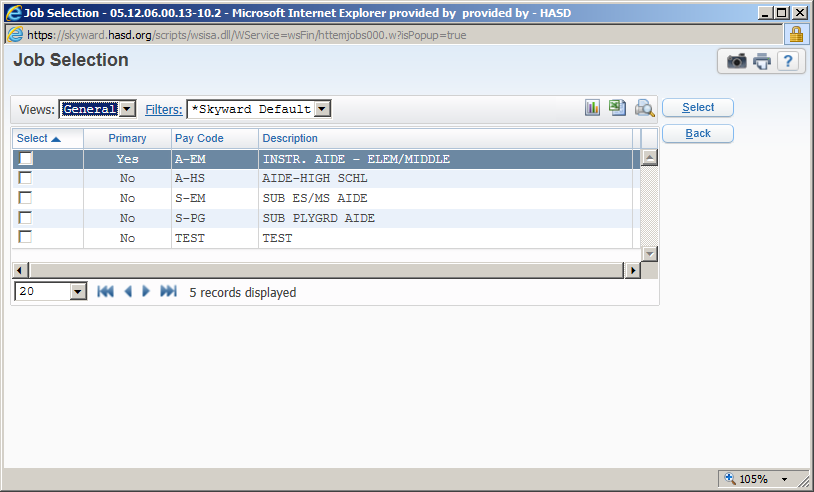 Job Selection - 05.12.06.00.13-10.2 - Microsoft Internet Explorer provided by provided by - HASD
https://skyward.hasd.org/scripts/wsisa.dll/WService=wsFin/httemjobs000.w?isPopup=true
Job Selection
?
Views: General Filters: *Skyward Default
Select
Back
Select Primary Pay Code Description
Yes A-EM INSTR. AIDE - ELEM/MIDDLE
No A-HS AIDE-HIGH SCHL
No S-EM SUB ES/MS AIDE
No S-PG SUB PLYGRD AIDE
No TEST TEST
20 5 records displayed
105%